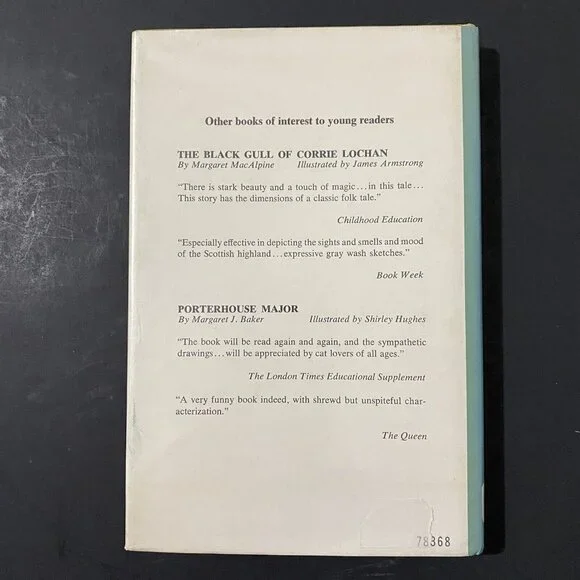 Other books of interest to young readers
THE BLACK GULL OF CORRIE LOCHAN
By Margaret MacAlpine Illustrated by James Armstrong
“There is stark beauty and a touch of magic...in this tale...
This story has the dimensions of a classic folk tale.”
Childhood Education
“Especially effective in depicting the sights and smells and mood
of the Scottish highland...expressive gray wash sketches.”
Book Week
PORTERHOUSE MAJOR
By Margaret J. Baker Illustrated by Shirley Hughes
“The book will be read again and again, and the sympathetic
drawings...will be appreciated by cat lovers of all ages.”
The London Times Educational Supplement
“A very funny book indeed, with shrewd but unspiteful char-
acterization.”
The Queen
78368